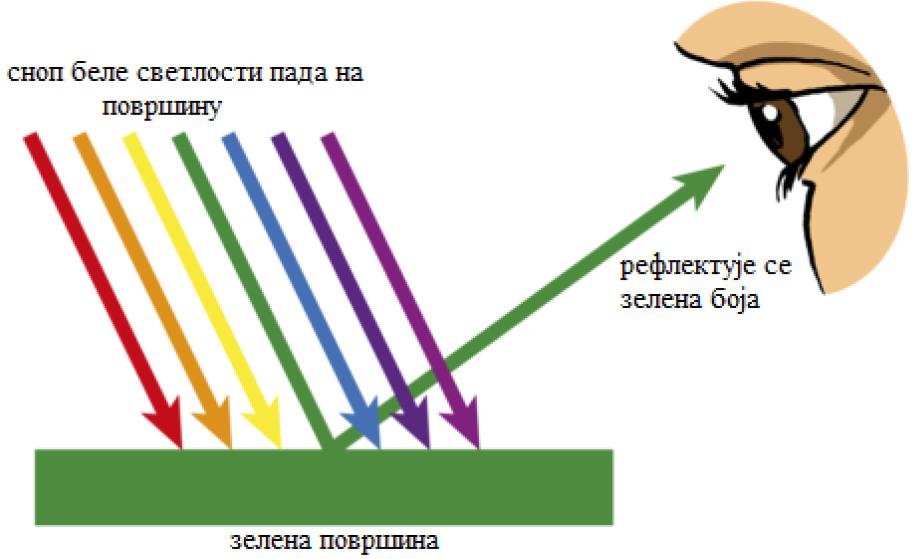 сноп беле светлости пада на
површину
рефлектује се
зелена боја
зелена површина